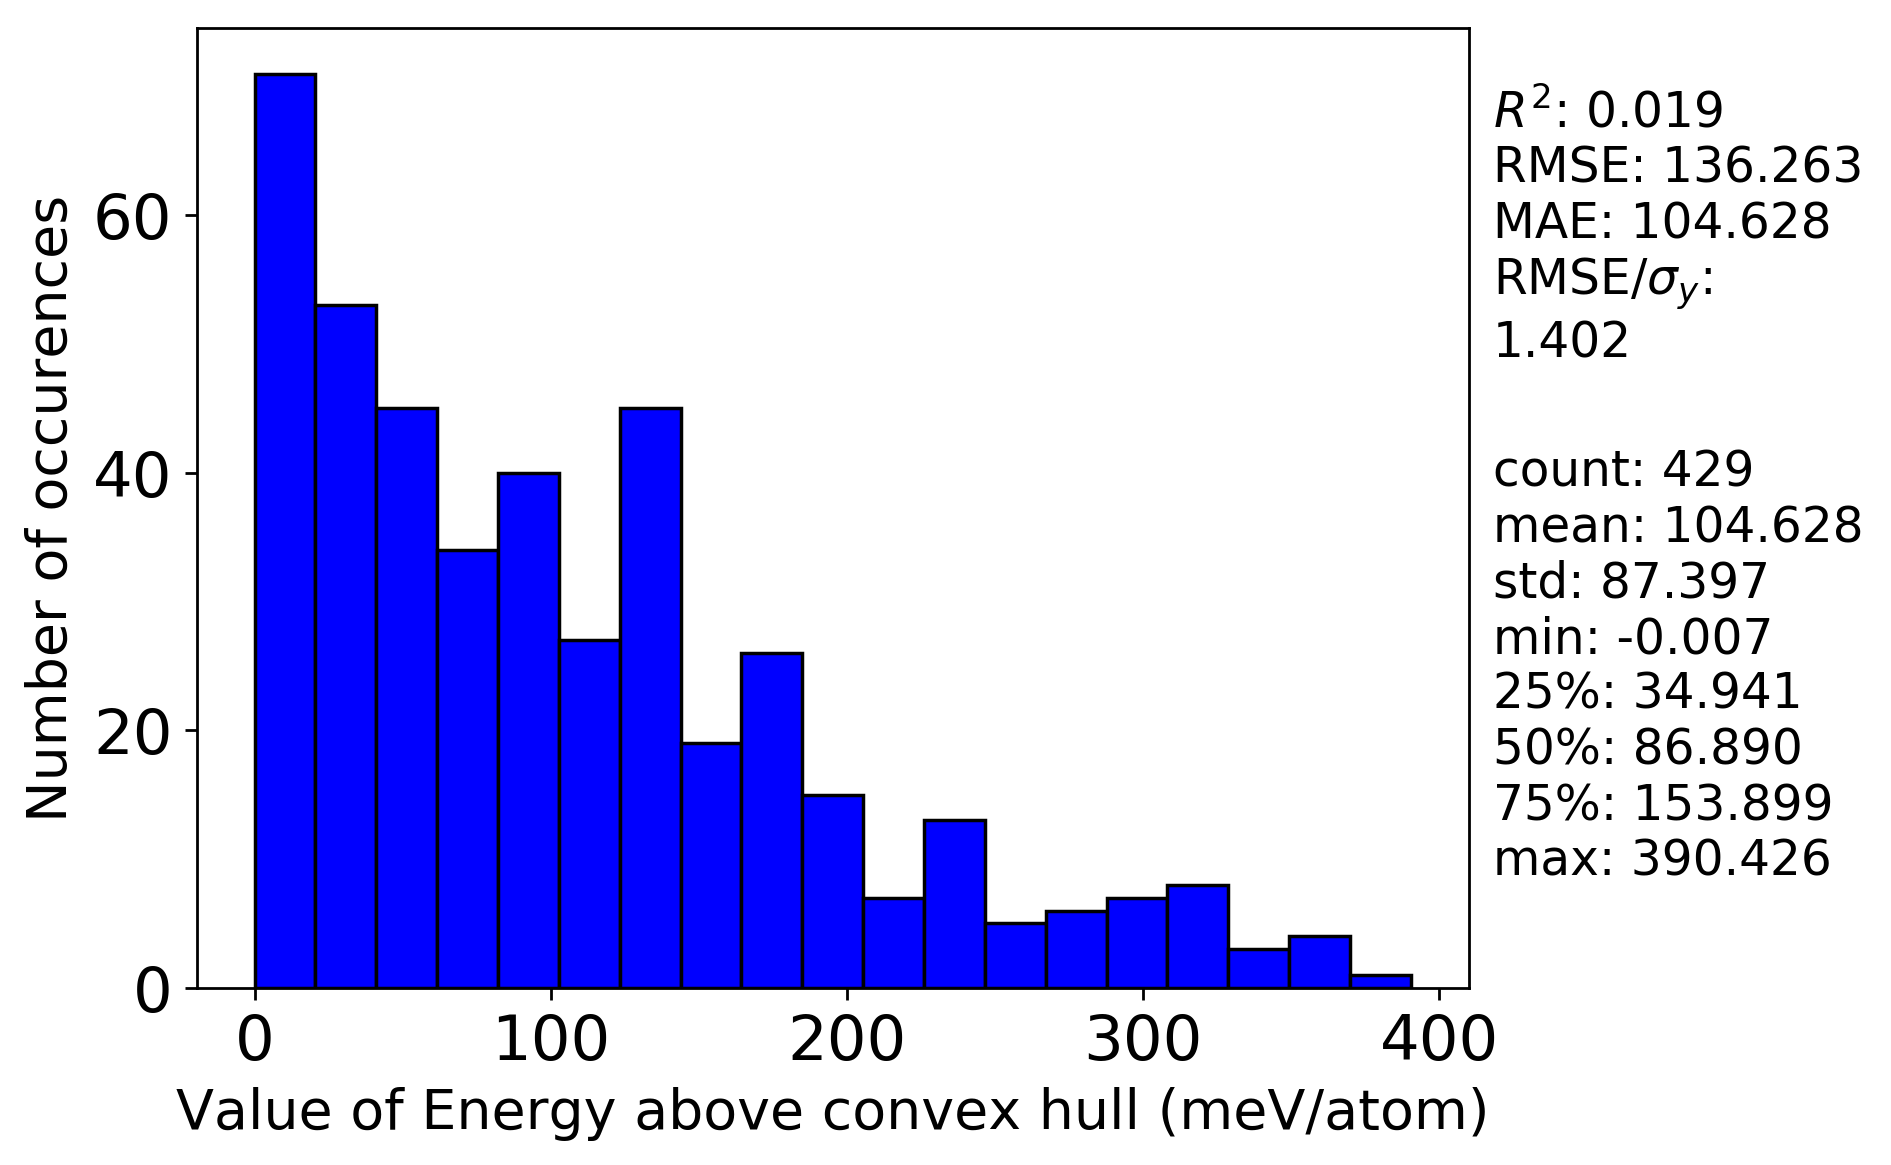 Number of occurences
60
40
20
0
0 100 200 300 400
Value of Energy above convex hull (meV/atom)
R²: 0.019
RMSE: 136.263
MAE: 104.628
RMSE/σy:
1.402
count: 429
mean: 104.628
std: 87.397
min: -0.007
25%: 34.941
50%: 86.890
75%: 153.899
max: 390.426